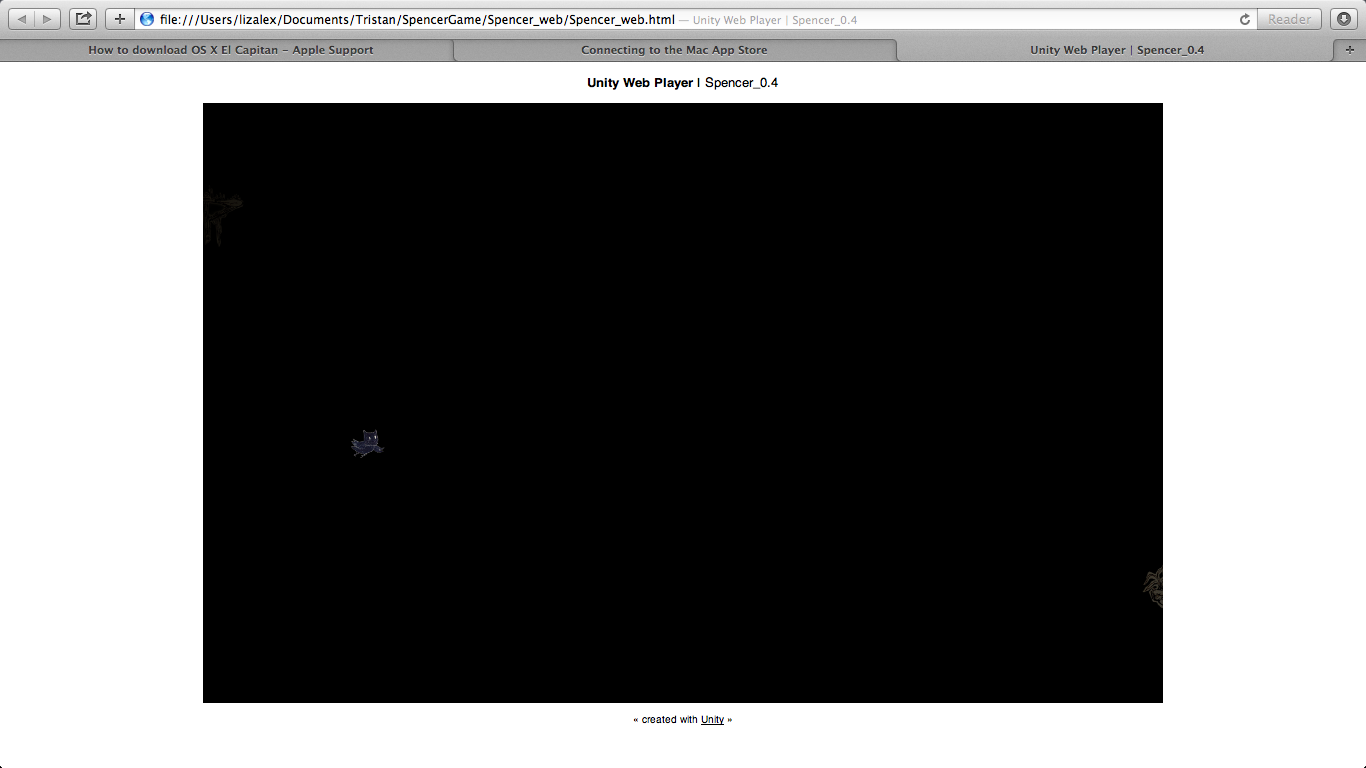 file:///Users/lizalex/Documents/Tristan/SpencerGame/Spencer_web/Spencer_web.html — Unity Web Player | Spencer_0.4
Reader
How to download OS X El Capitan – Apple Support
Connecting to the Mac App Store
Unity Web Player | Spencer_0.4
Unity Web Player | Spencer_0.4
« created with Unity »